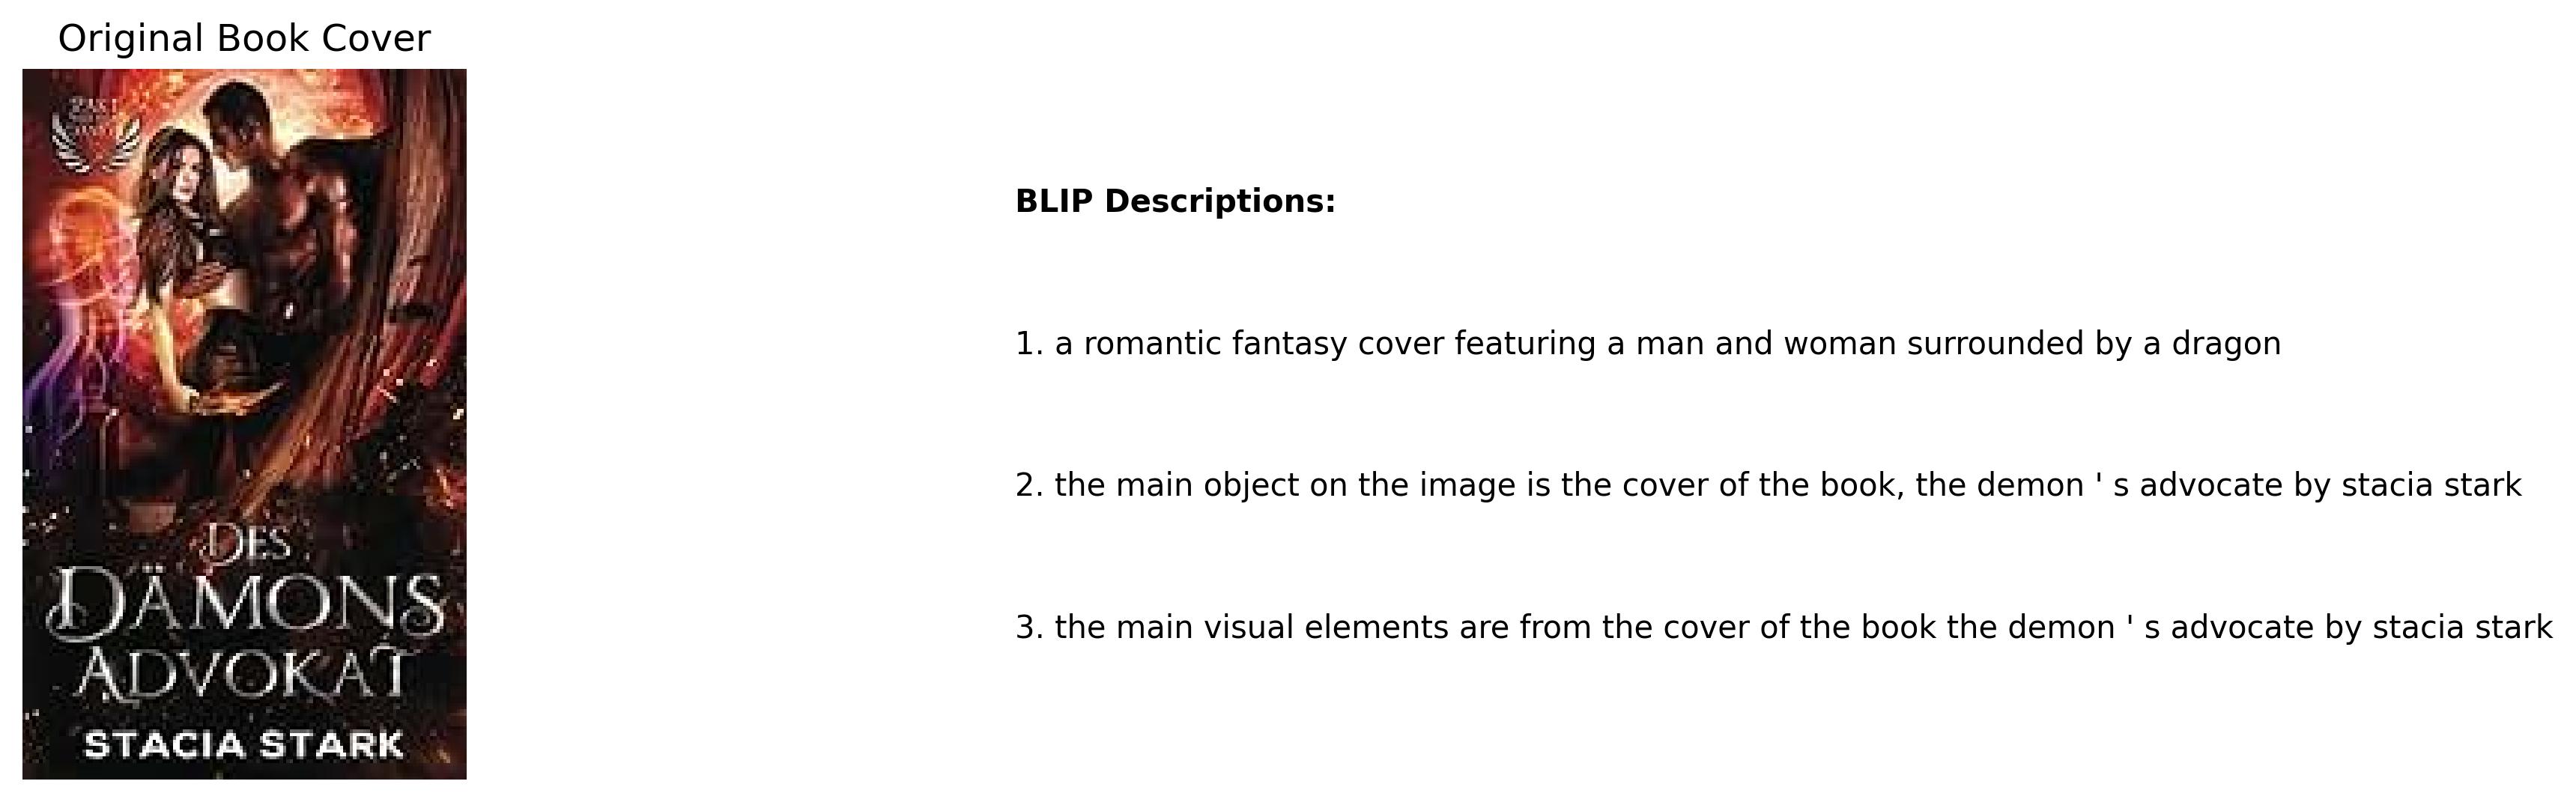 Original Book Cover
DES
DÄMONS
ADVOKAT
STACIA STARK
BLIP Descriptions:
1. a romantic fantasy cover featuring a man and woman surrounded by a dragon
2. the main object on the image is the cover of the book, the demon ' s advocate by stacia stark
3. the main visual elements are from the cover of the book the demon ' s advocate by stacia stark